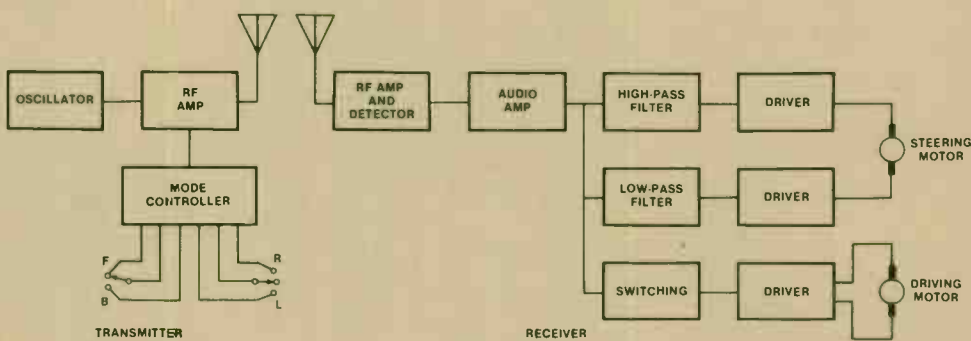 OSCILLATOR
RF
AMP
MODE
CONTROLLER
F
B
R
L
TRANSMITTER
RF AMP
AND
DETECTOR
AUDIO
AMP
HIGH-PASS
FILTER
DRIVER
STEERING
MOTOR
LOW-PASS
FILTER
DRIVER
SWITCHING
DRIVER
DRIVING
MOTOR
RECEIVER